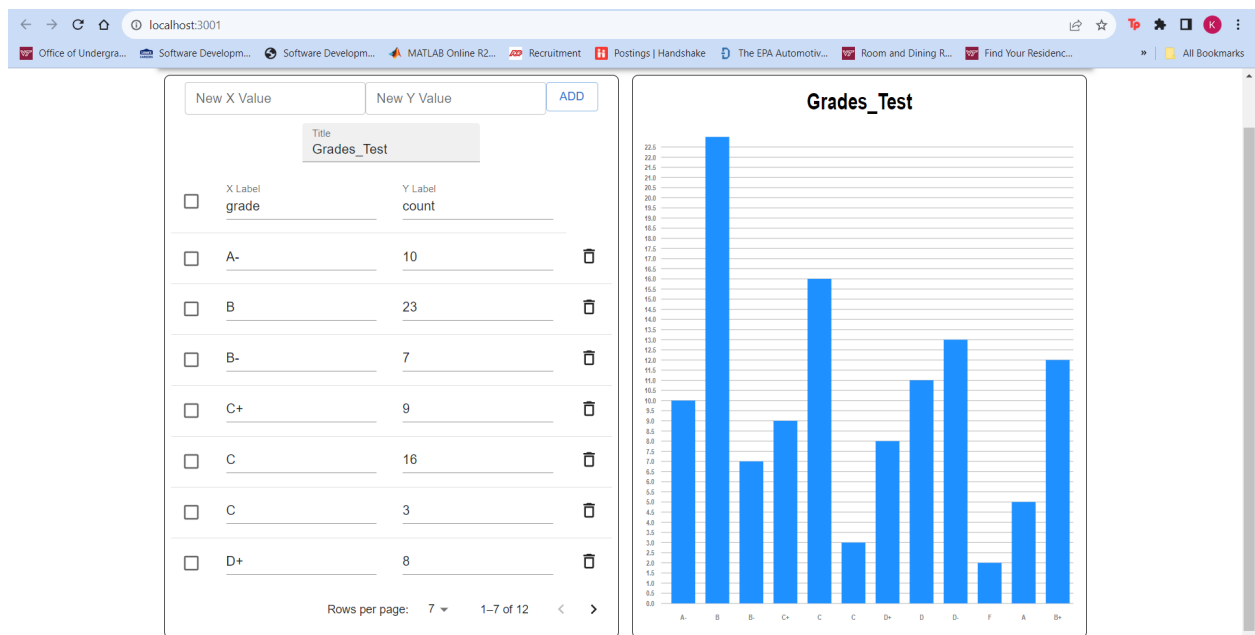 localhost:3001
Tp
K
Office of Undergra... Software Developm... Software Developm... MATLAB Online R2... Recruitment Postings | Handshake The EPA Automotiv... Room and Dining R... Find Your Residenc... » All Bookmarks
New X Value New Y Value ADD
Title
Grades_Test
X Label Y Label
grade count
A- 10
B 23
B- 7
C+ 9
C 16
C 3
D+ 8
Rows per page: 7 1–7 of 12
Grades_Test
22.5
22.0
21.5
21.0
20.5
20.0
19.5
19.0
18.5
18.0
17.5
17.0
16.5
16.0
15.5
15.0
14.5
14.0
13.5
13.0
12.5
12.0
11.5
11.0
10.5
10.0
9.5
9.0
8.5
8.0
7.5
7.0
6.5
6.0
5.5
5.0
4.5
4.0
3.5
3.0
2.5
2.0
1.5
1.0
0.5
0.0
A- B B- C+ C C D+ D D- F A B+